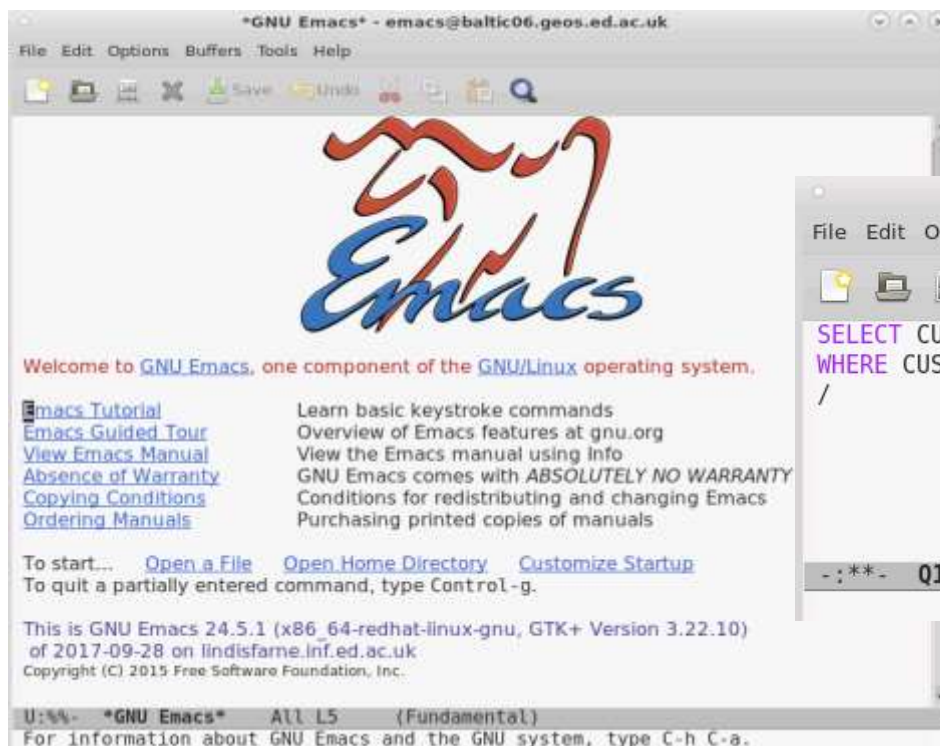 *GNU Emacs* - emacs@baltic06.geos.ed.ac.uk
File Edit Options Buffers Tools Help
Save Undo
Emacs
Welcome to GNU Emacs, one component of the GNU/Linux operating system.
Emacs Tutorial Learn basic keystroke commands
Emacs Guided Tour Overview of Emacs features at gnu.org
View Emacs Manual View the Emacs manual using Info
Absence of Warranty GNU Emacs comes with ABSOLUTELY NO WARRANTY
Copying Conditions Conditions for redistributing and changing Emacs
Ordering Manuals Purchasing printed copies of manuals
To start... Open a File Open Home Directory Customize Startup
To quit a partially entered command, type Control-g.
This is GNU Emacs 24.5.1 (x86_64-redhat-linux-gnu, GTK+ Version 3.22.10)
of 2017-09-28 on lindisfarne.inf.ed.ac.uk
Copyright (C) 2015 Free Software Foundation, Inc.
U:%%- *GNU Emacs* All L5 (Fundamental)
For information about GNU Emacs and the GNU system, type C-h C-a.
File Edit O
SELECT CU
WHERE CUS
/
-:**- Q1